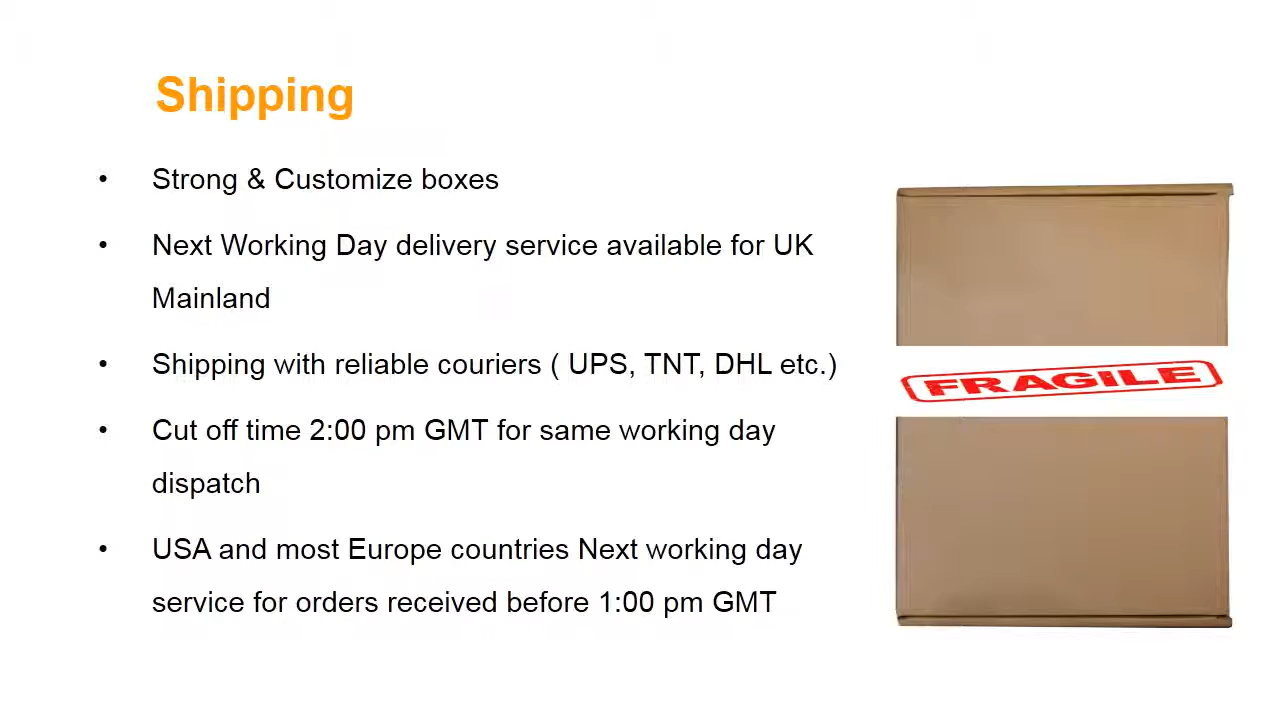 Shipping
• Strong & Customize boxes
• Next Working Day delivery service available for UK
Mainland
• Shipping with reliable couriers ( UPS, TNT, DHL etc.)
• Cut off time 2:00 pm GMT for same working day
dispatch
• USA and most Europe countries Next working day
service for orders received before 1:00 pm GMT
FRAGILE